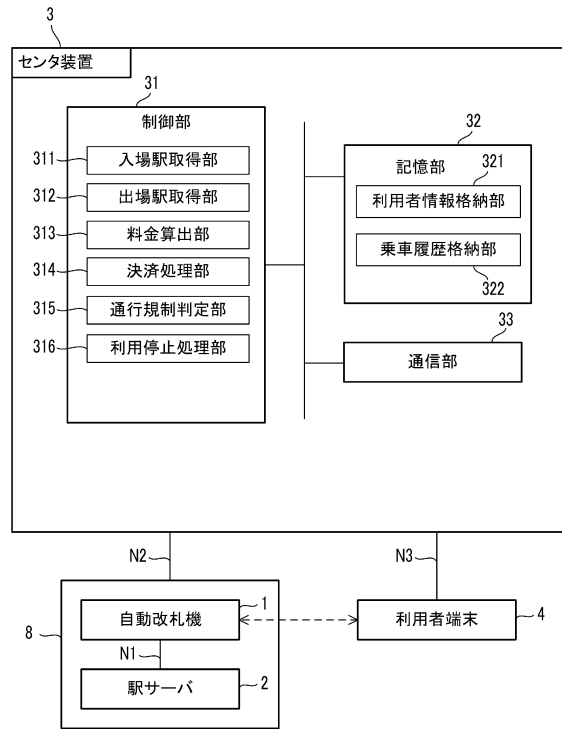 3
センタ装置
31
制御部
311
入場駅取得部
312
出場駅取得部
313
料金算出部
314
決済処理部
315
通行規制判定部
316
利用停止処理部
32
記憶部
321
利用者情報格納部
乗車履歴格納部
322
33
通信部
N2
N3
8
1
自動改札機
N1
駅サーバ
2
利用者端末
4